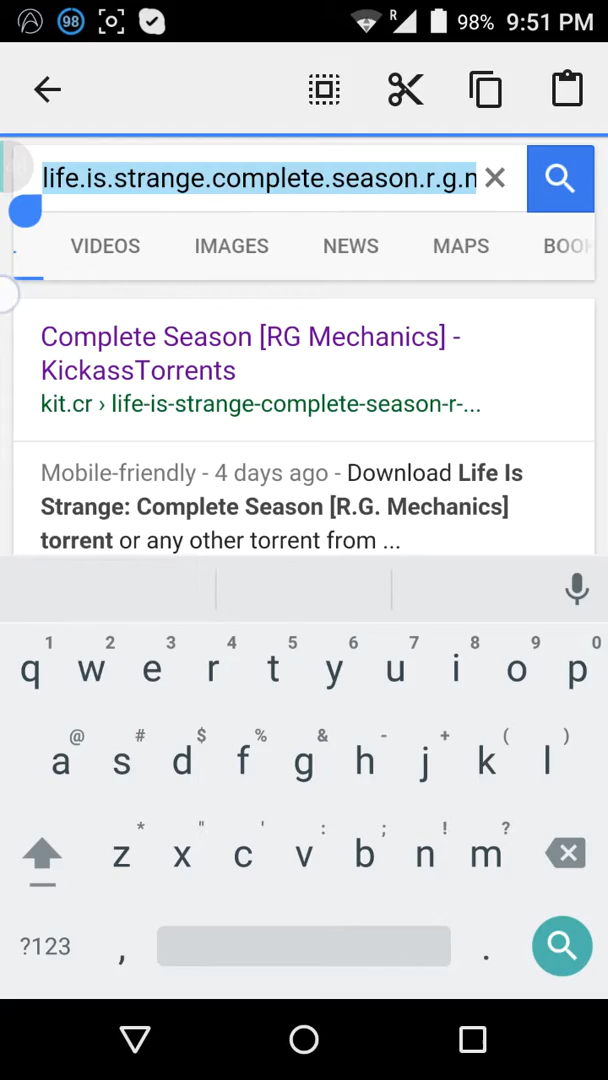 98 R 98% 9:51 PM
life.is.strange.complete.season.r.g.m
VIDEOS IMAGES NEWS MAPS BOO
Complete Season [RG Mechanics] -
KickassTorrents
kit.cr › life-is-strange-complete-season-r-...
Mobile-friendly - 4 days ago - Download Life Is
Strange: Complete Season [R.G. Mechanics]
torrent or any other torrent from ...
1 2 3 4 5 6 7 8 9 0
q w e r t y u i o p
@ # $ % & - + ( )
a s d f g h j k l
* " ' : ; ! ?
z x c v b n m
?123 , .